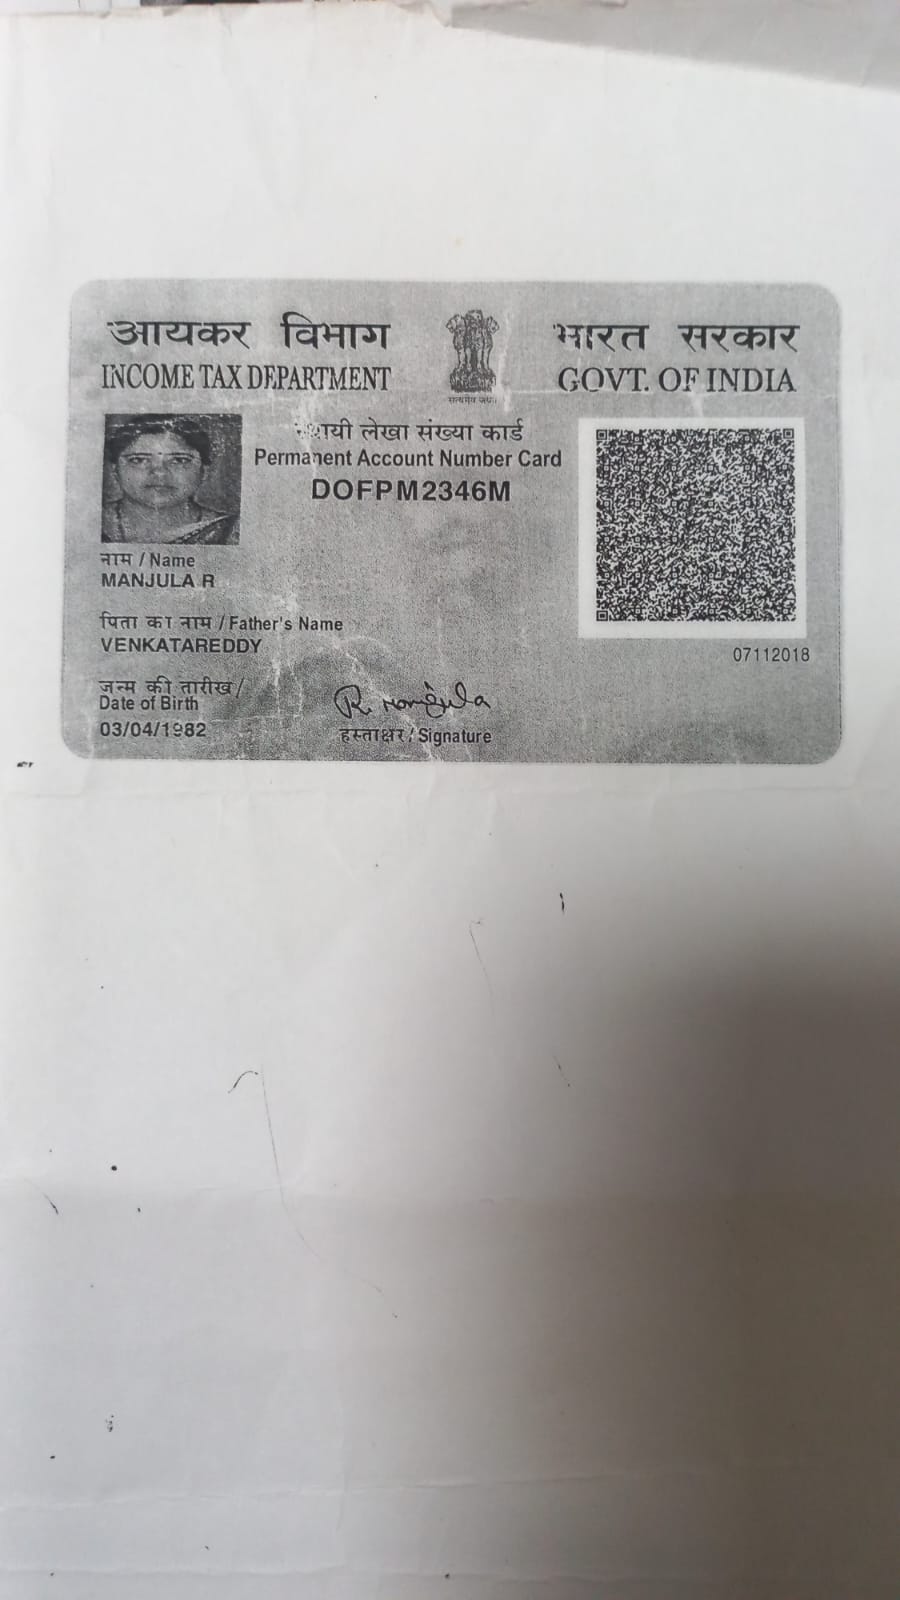 आयकर विभाग
INCOME TAX DEPARTMENT
भारत सरकार
GOVT. OF INDIA
सत्यमेव जयते
स्थायी लेखा संख्या कार्ड
Permanent Account Number Card
DOFPM2346M
नाम / Name
MANJULA R
पिता का नाम / Father's Name
VENKATAREDDY
07112018
जन्म की तारीख /
Date of Birth
03/04/1982
R. Manjula
हस्ताक्षर / Signature